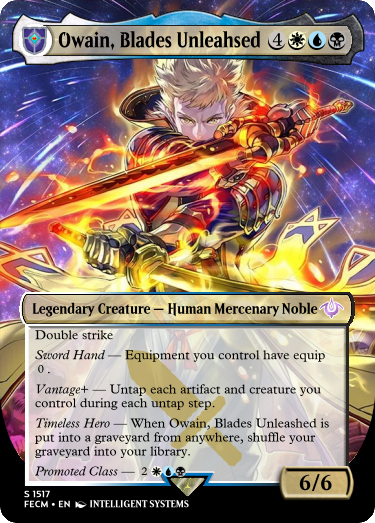 Owain, Blades Unleahsed 4
Legendary Creature — Human Mercenary Noble
Double strike
Sword Hand — Equipment you control have equip
0 .
Vantage+ — Untap each artifact and creature you
control during each untap step.
Timeless Hero — When Owain, Blades Unleashed is
put into a graveyard from anywhere, shuffle your
graveyard into your library.
Promoted Class — 2
6/6
S 1517
FECM • EN INTELLIGENT SYSTEMS